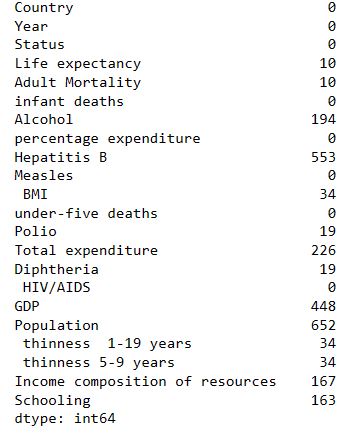 Country 0
Year 0
Status 0
Life expectancy 10
Adult Mortality 10
infant deaths 0
Alcohol 194
percentage expenditure 0
Hepatitis B 553
Measles 0
 BMI 34
under-five deaths 0
Polio 19
Total expenditure 226
Diphtheria 19
 HIV/AIDS 0
GDP 448
Population 652
 thinness  1-19 years 34
 thinness 5-9 years 34
Income composition of resources 167
Schooling 163
dtype: int64